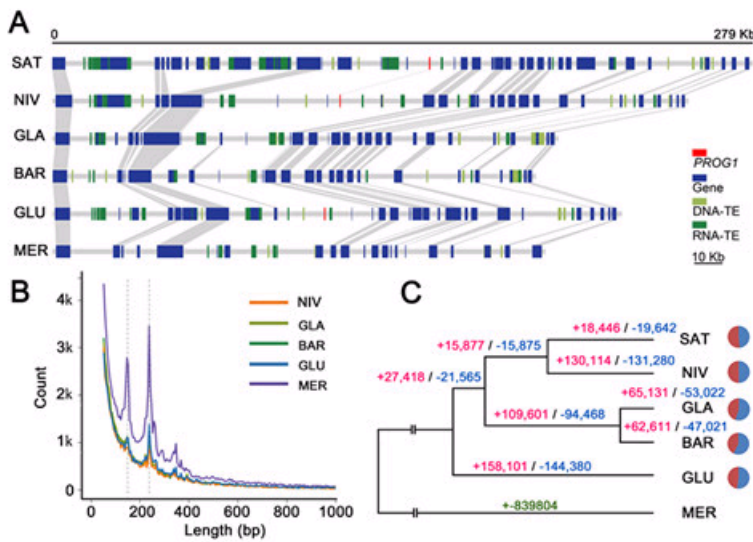 A
0 279 Kb
SAT
NIV
GLA
BAR
GLU
MER
PROG1
Gene
DNA-TE
RNA-TE
10 Kb
B
4k
3k
2k
1k
0
Count
0 200 400 600 800 1000
Length (bp)
NIV
GLA
BAR
GLU
MER
C
+18,446 / -19,642
SAT
+15,877 / -15,875
+130,114 / -131,280
NIV
+27,418 / -21,565
+65,131 / -53,022
GLA
+109,601 / -94,468
+62,611 / -47,021
BAR
+158,101 / -144,380
GLU
+-839804
MER